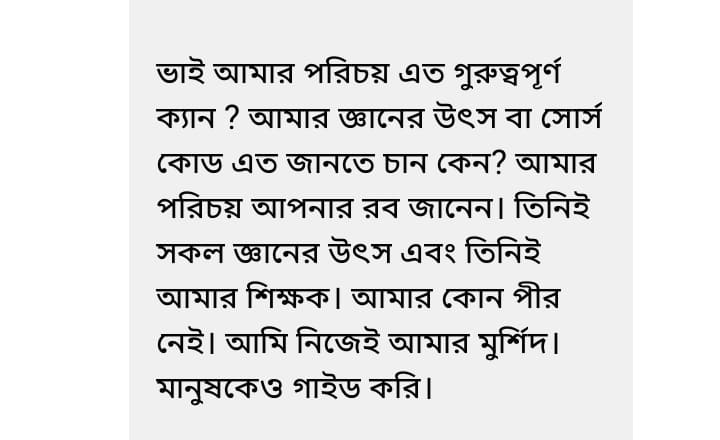 ভাই আমার পরিচয় এত গুরুত্বপূর্ণ
ক্যান ? আমার জ্ঞানের উৎস বা সোর্স
কোড এত জানতে চান কেন? আমার
পরিচয় আপনার রব জানেন। তিনিই
সকল জ্ঞানের উৎস এবং তিনিই
আমার শিক্ষক। আমার কোন পীর
নেই। আমি নিজেই আমার মুর্শিদ।
মানুষকেও গাইড করি।